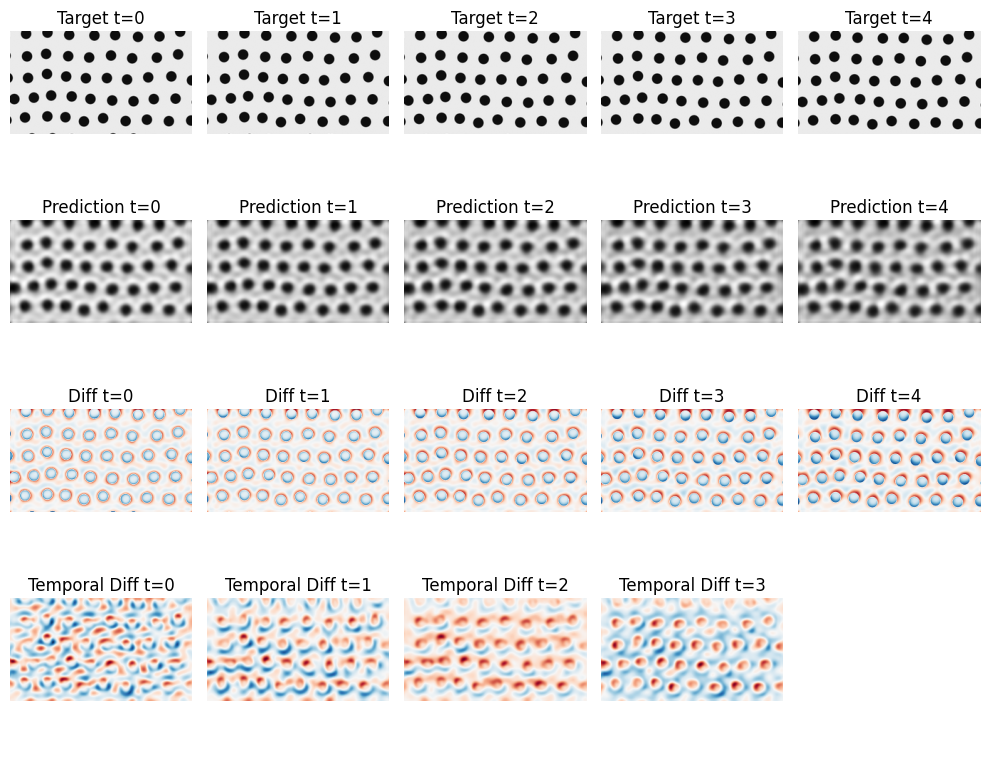 Target t=0
Target t=1
Target t=2
Target t=3
Target t=4
Prediction t=0
Prediction t=1
Prediction t=2
Prediction t=3
Prediction t=4
Diff t=0
Diff t=1
Diff t=2
Diff t=3
Diff t=4
Temporal Diff t=0
Temporal Diff t=1
Temporal Diff t=2
Temporal Diff t=3